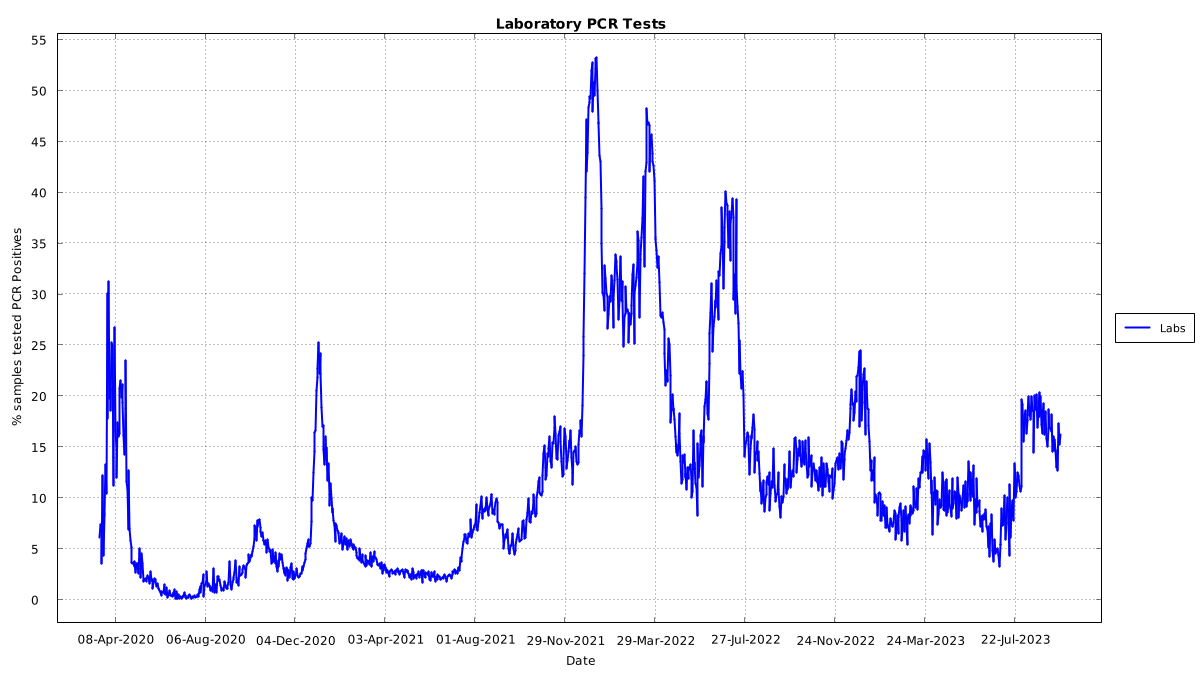 Laboratory PCR Tests
% samples tested PCR Positives
55
50
45
40
35
30
25
20
15
10
5
0
08-Apr-2020 06-Aug-2020 04-Dec-2020 03-Apr-2021 01-Aug-2021 29-Nov-2021 29-Mar-2022 27-Jul-2022 24-Nov-2022 24-Mar-2023 22-Jul-2023
Date
Labs